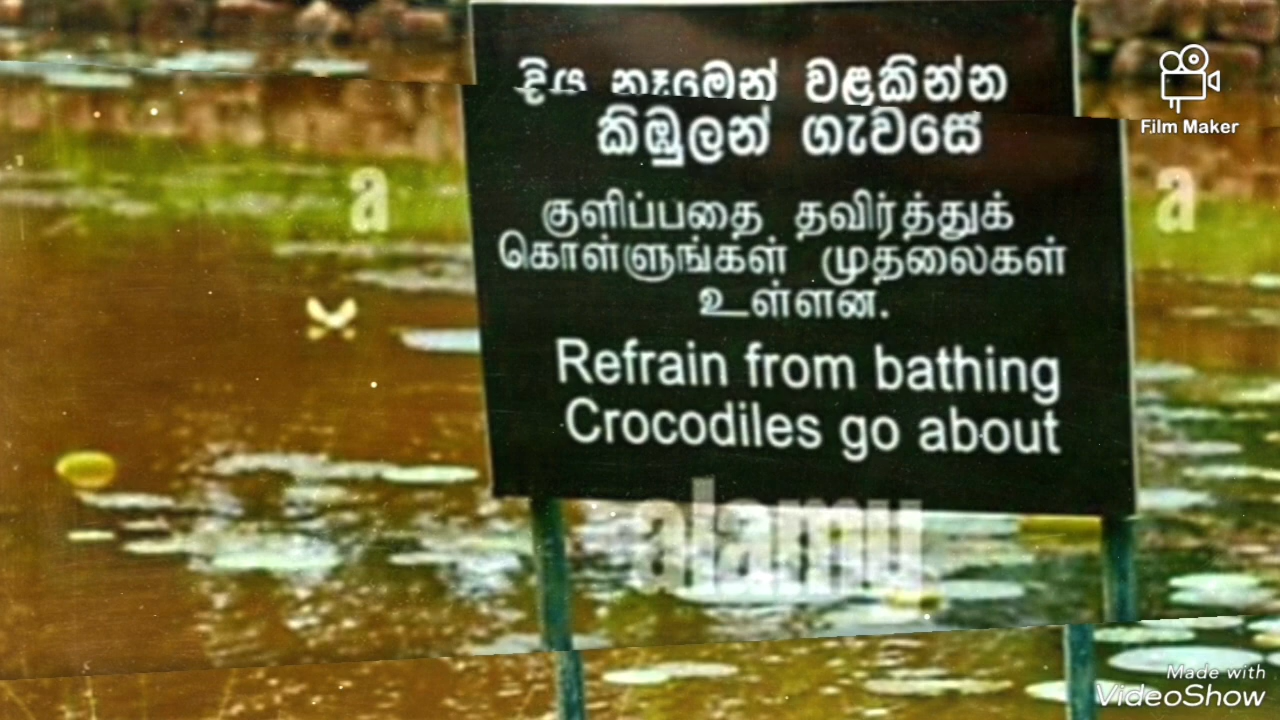 දිය නෑමෙන් වළකින්න
කිඹුලන් ගැවසේ
குளிப்பதை தவிர்த்துக்
கொள்ளுங்கள் முதலைகள்
உள்ளன.
Refrain from bathing
Crocodiles go about
Film Maker
a
a
alamy
Made with
VideoShow